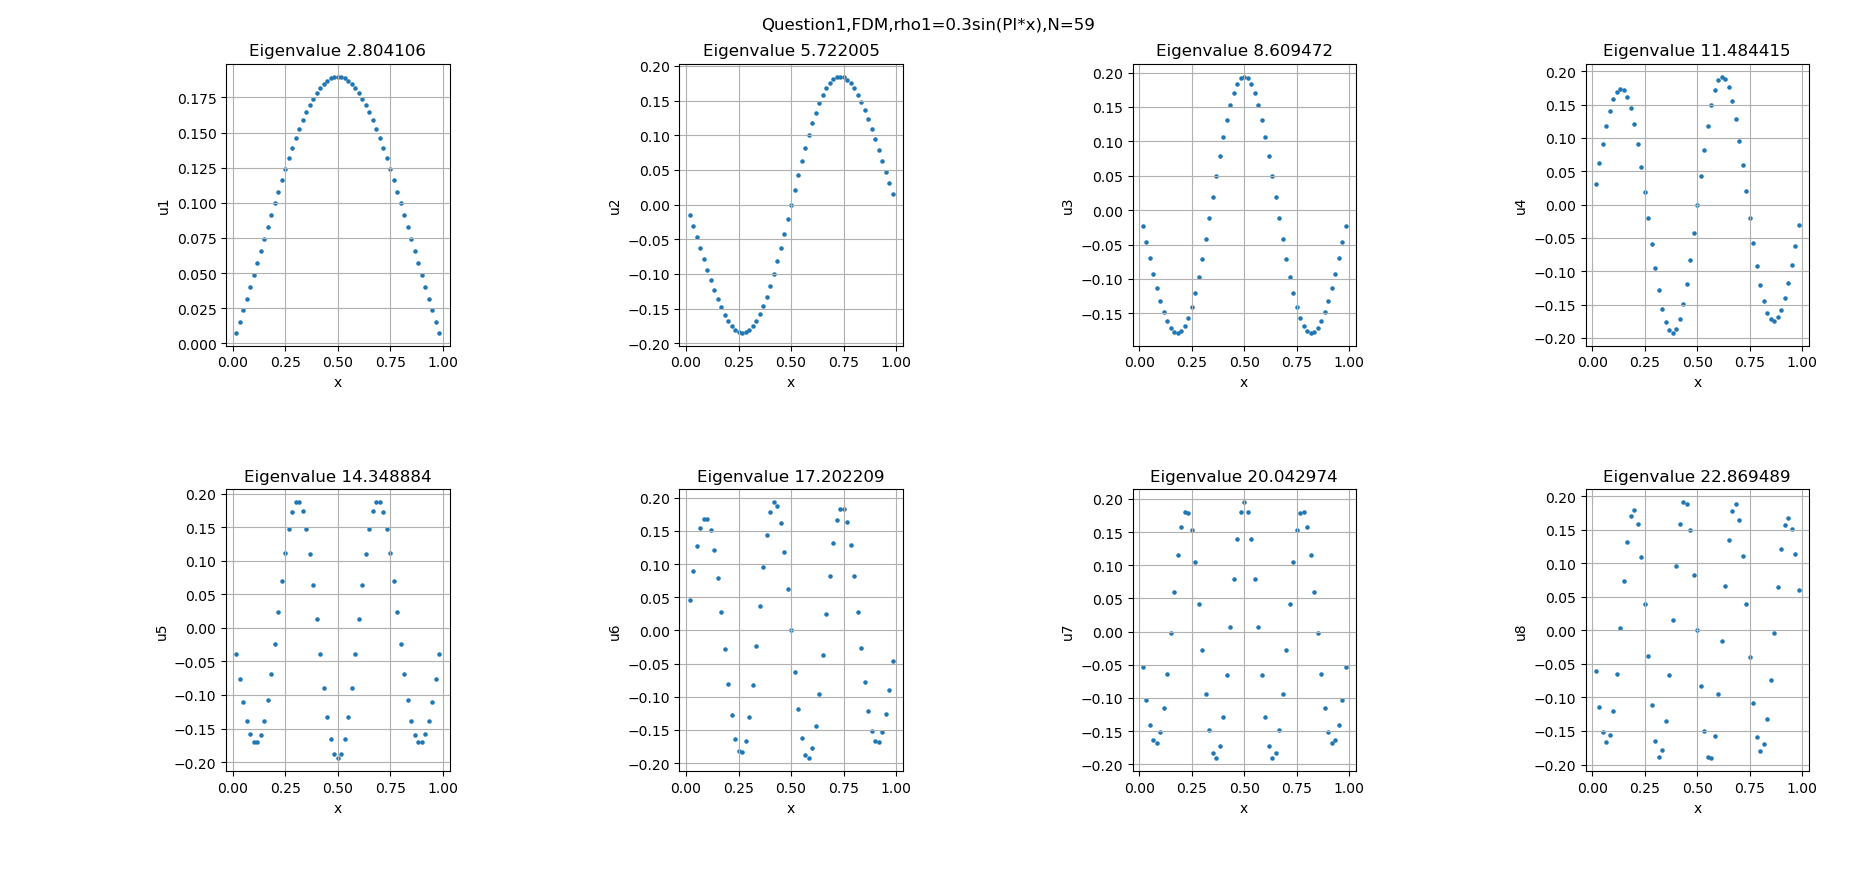 Question1,FDM,rho1=0.3sin(PI*x),N=59
Eigenvalue 2.804106
u1
0.175
0.150
0.125
0.100
0.075
0.050
0.025
0.000
0.00 0.25 0.50 0.75 1.00
x
Eigenvalue 5.722005
u2
0.20
0.15
0.10
0.05
0.00
−0.05
−0.10
−0.15
−0.20
0.00 0.25 0.50 0.75 1.00
x
Eigenvalue 8.609472
u3
0.20
0.15
0.10
0.05
0.00
−0.05
−0.10
−0.15
0.00 0.25 0.50 0.75 1.00
x
Eigenvalue 11.484415
u4
0.20
0.15
0.10
0.05
0.00
−0.05
−0.10
−0.15
−0.20
0.00 0.25 0.50 0.75 1.00
x
Eigenvalue 14.348884
u5
0.20
0.15
0.10
0.05
0.00
−0.05
−0.10
−0.15
−0.20
0.00 0.25 0.50 0.75 1.00
x
Eigenvalue 17.202209
u6
0.20
0.15
0.10
0.05
0.00
−0.05
−0.10
−0.15
−0.20
0.00 0.25 0.50 0.75 1.00
x
Eigenvalue 20.042974
u7
0.20
0.15
0.10
0.05
0.00
−0.05
−0.10
−0.15
−0.20
0.00 0.25 0.50 0.75 1.00
x
Eigenvalue 22.869489
u8
0.20
0.15
0.10
0.05
0.00
−0.05
−0.10
−0.15
−0.20
0.00 0.25 0.50 0.75 1.00
x